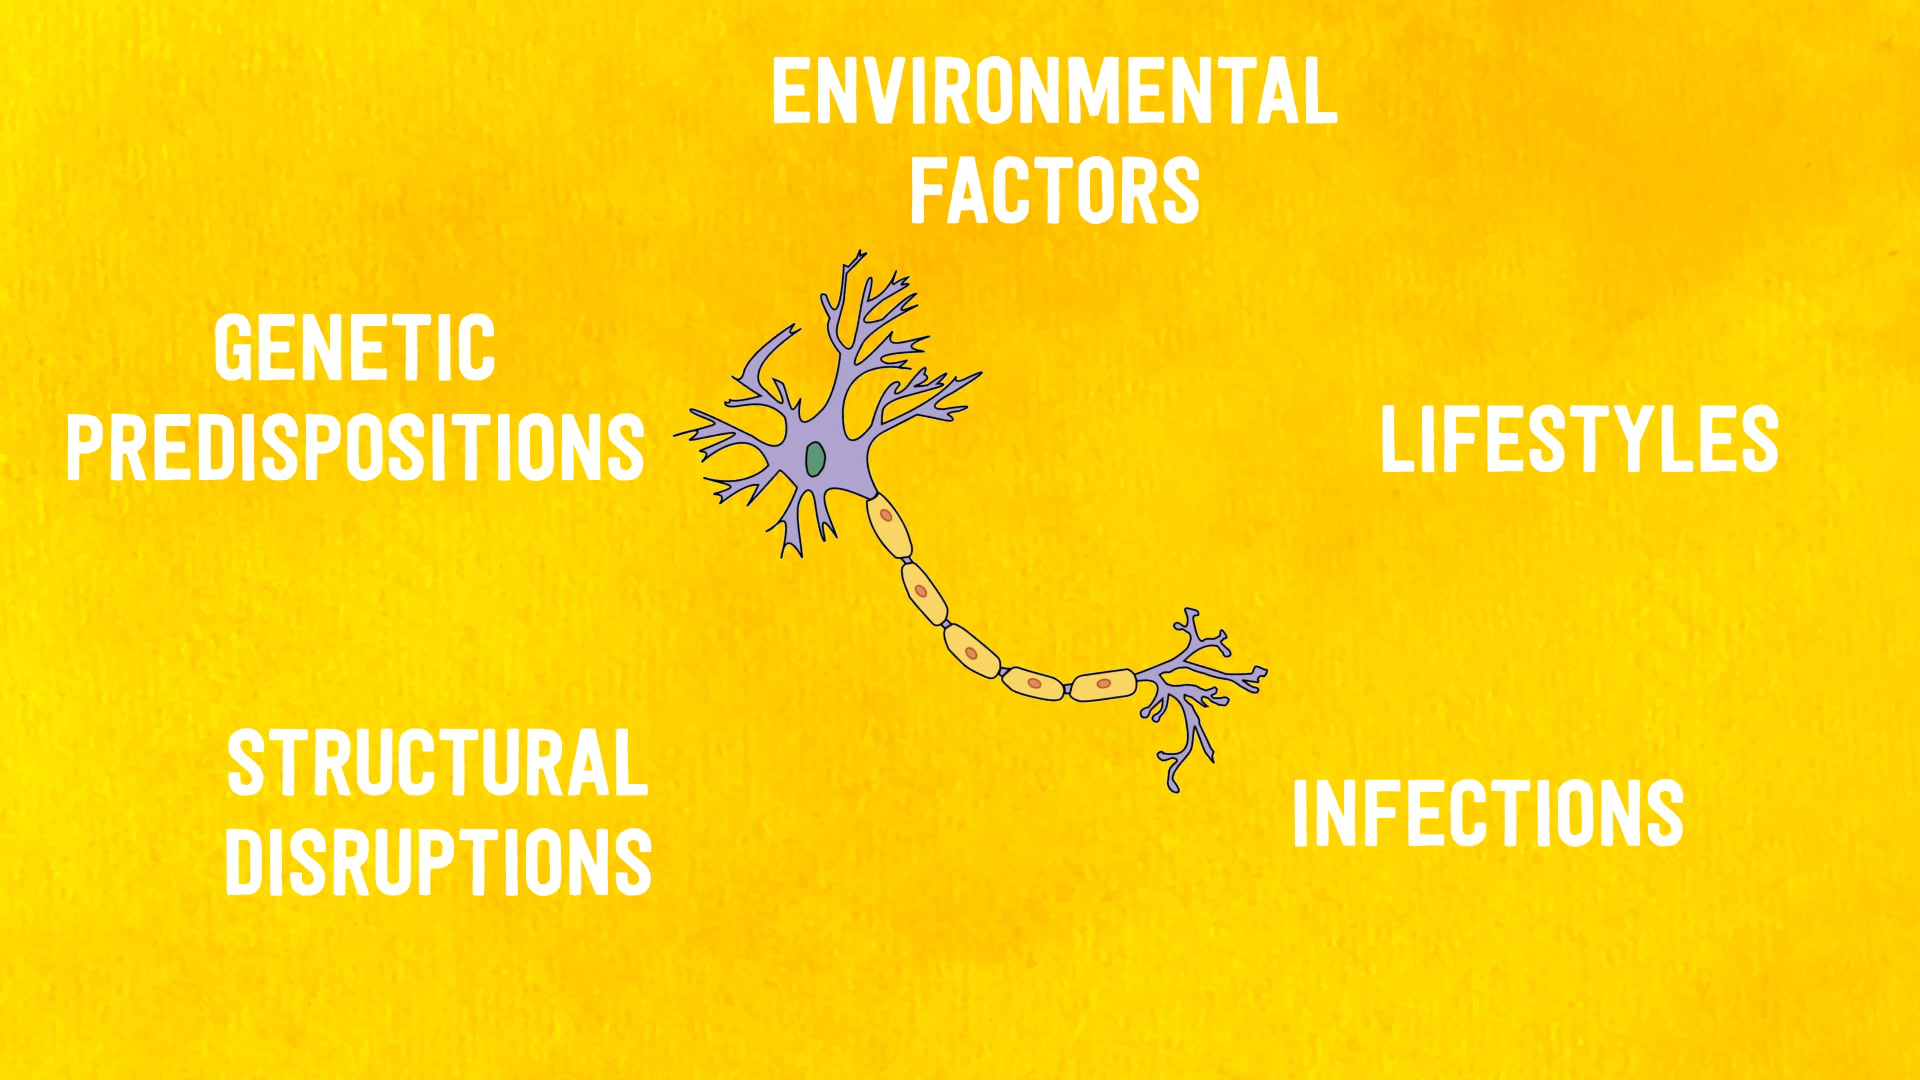 ENVIRONMENTAL
FACTORS
GENETIC
PREDISPOSITIONS
LIFESTYLES
STRUCTURAL
DISRUPTIONS
INFECTIONS